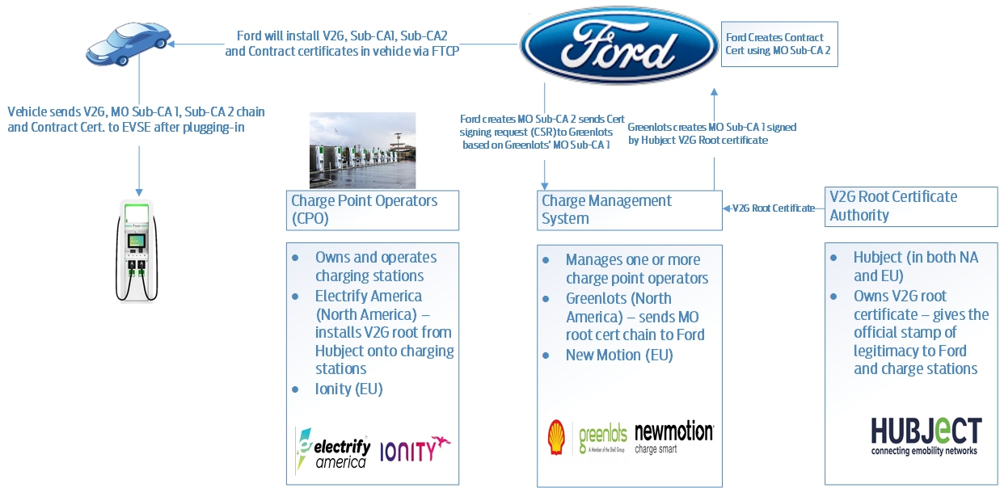 Ford will install V2G, Sub-CA1, Sub-CA2
and Contract certificates in vehicle via FTCP
Ford
Ford Creates Contract
Cert using MO Sub-CA 2
Vehicle sends V2G, MO Sub-CA 1, Sub-CA 2 chain
and Contract Cert. to EVSE after plugging-in
Ford creates MO Sub-CA 2 sends Cert
signing request (CSR)to Greenlots
based on Greenlots' MO Sub-CA 1
Greenlots creates MO Sub-CA 1 signed
by Hubject V2G Root certificate
Charge Point Operators
(CPO)
Charge Management
System
V2G Root Certificate
V2G Root Certificate
Authority
• Owns and operates
charging stations
• Electrify America
(North America) –
installs V2G root from
Hubject onto charging
stations
• Ionity (EU)
electrify
america
IONITY
• Manages one or more
charge point operators
• Greenlots (North
America) – sends MO
root cert chain to Ford
• New Motion (EU)
greenlots
A Member of the Shell Group
newmotion
charge smart
• Hubject (in both NA
and EU)
• Owns V2G root
certificate – gives the
official stamp of
legitimacy to Ford
and charge stations
HUBJECT
connecting emobility networks